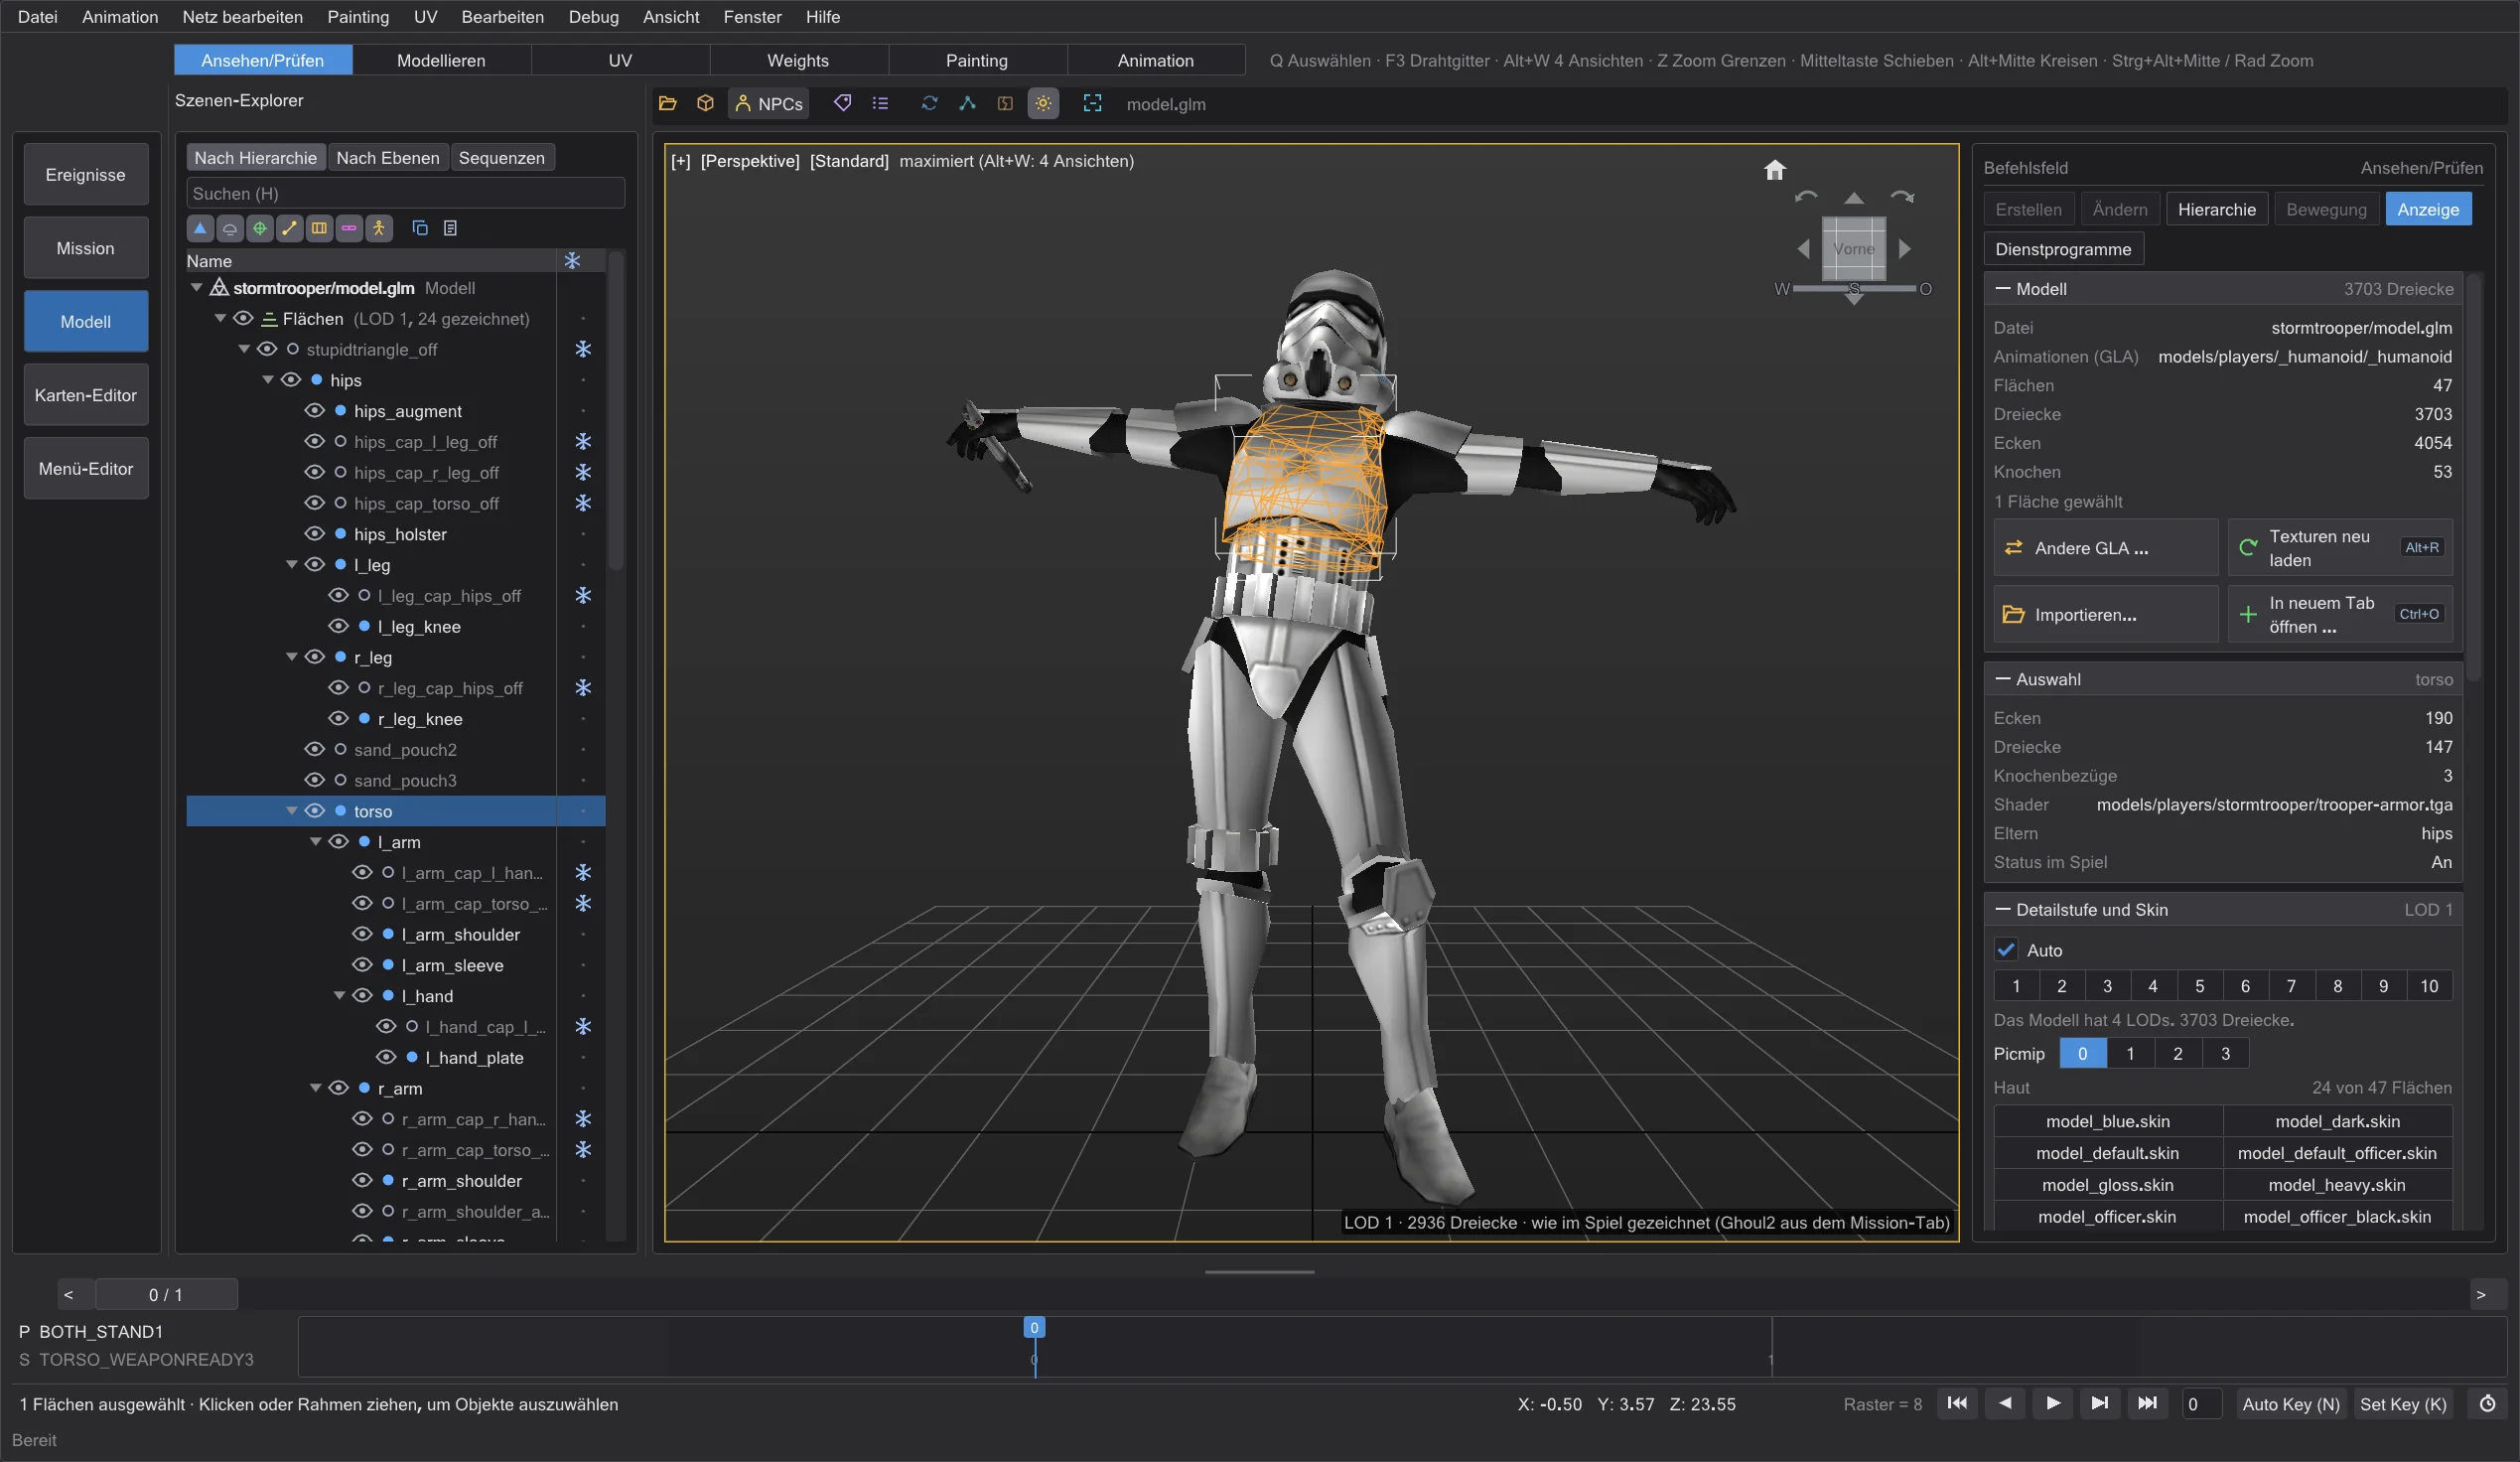 Datei Animation Netz bearbeiten Painting UV Bearbeiten Debug Ansicht Fenster Hilfe
Ansehen/Prüfen Modellieren UV Weights Painting Animation Q Auswählen · F3 Drahtgitter · Alt+W 4 Ansichten · Z Zoom Grenzen · Mitteltaste Schieben · Alt+Mitte Kreisen · Strg+Alt+Mitte / Rad Zoom
Szenen-Explorer
NPCs model.glm
Ereignisse
Mission
Modell
Karten-Editor
Menü-Editor
Nach Hierarchie Nach Ebenen Sequenzen
Suchen (H)
Name
stormtrooper/model.glm Modell
Flächen (LOD 1, 24 gezeichnet)
stupidtriangle_off
hips
hips_augment
hips_cap_l_leg_off
hips_cap_r_leg_off
hips_cap_torso_off
hips_holster
l_leg
l_leg_cap_hips_off
l_leg_knee
r_leg
r_leg_cap_hips_off
r_leg_knee
sand_pouch2
sand_pouch3
torso
l_arm
l_arm_cap_l_han...
l_arm_cap_torso_...
l_arm_shoulder
l_arm_sleeve
l_hand
l_hand_cap_l_...
l_hand_plate
r_arm
r_arm_cap_r_han...
r_arm_cap_torso_...
r_arm_shoulder
r_arm_shoulder_a...
r_arm_sleeve
[+] [Perspektive] [Standard] maximiert (Alt+W: 4 Ansichten)
Vorne
W S O
LOD 1 · 2936 Dreiecke · wie im Spiel gezeichnet (Ghoul2 aus dem Mission-Tab)
Befehlsfeld Ansehen/Prüfen
Erstellen Ändern Hierarchie Bewegung Anzeige
Dienstprogramme
Modell 3703 Dreiecke
Datei stormtrooper/model.glm
Animationen (GLA) models/players/_humanoid/_humanoid
Flächen 47
Dreiecke 3703
Ecken 4054
Knochen 53
1 Fläche gewählt
Andere GLA ...
Texturen neu laden Alt+R
Importieren...
In neuem Tab öffnen ... Ctrl+O
Auswahl torso
Ecken 190
Dreiecke 147
Knochenbezüge 3
Shader models/players/stormtrooper/trooper-armor.tga
Eltern hips
Status im Spiel An
Detailstufe und Skin LOD 1
Auto
1 2 3 4 5 6 7 8 9 10
Das Modell hat 4 LODs. 3703 Dreiecke.
Picmip 0 1 2 3
Haut 24 von 47 Flächen
model_blue.skin model_dark.skin
model_default.skin model_default_officer.skin
model_gloss.skin model_heavy.skin
model_officer.skin model_officer_black.skin
< 0 / 1 >
P BOTH_STAND1
S TORSO_WEAPONREADY3
0
0 1
1 Flächen ausgewählt · Klicken oder Rahmen ziehen, um Objekte auszuwählen
X: -0.50 Y: 3.57 Z: 23.55 Raster = 8 0 Auto Key (N) Set Key (K)
Bereit